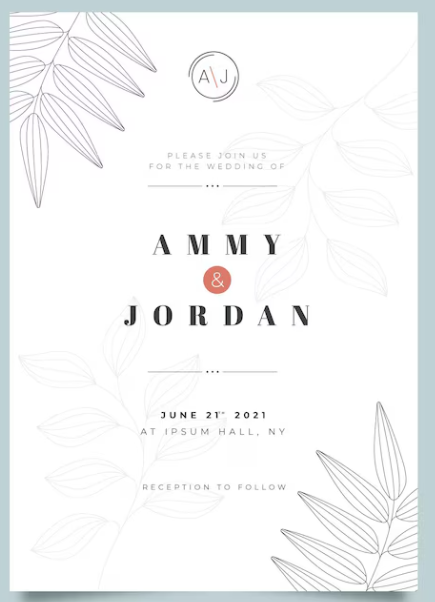 A\J
PLEASE JOIN US
FOR THE WEDDING OF
AMMY
&
JORDAN
JUNE 21st 2021
AT IPSUM HALL, NY
RECEPTION TO FOLLOW